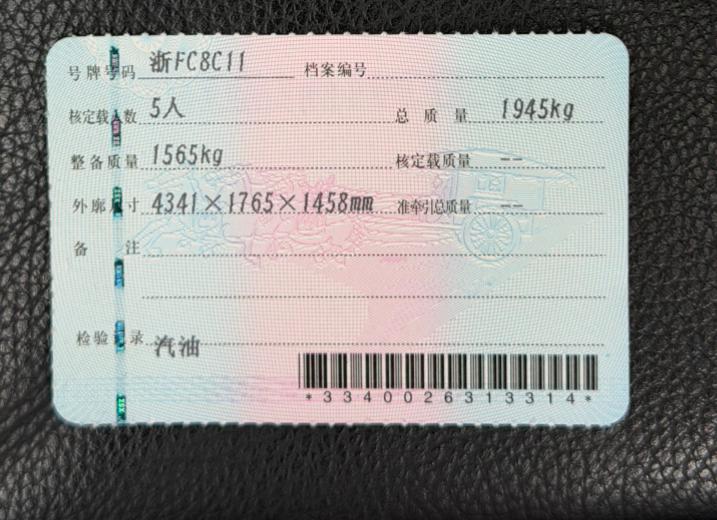 号牌号码 浙FC8C11 档案编号
核定载人数 5人 总质量 1945kg
整备质量 1565kg 核定载质量 --
外廓尺寸 4341×1765×1458mm 准牵引总质量 --
备注
检验记录 汽油
*3340026313314*